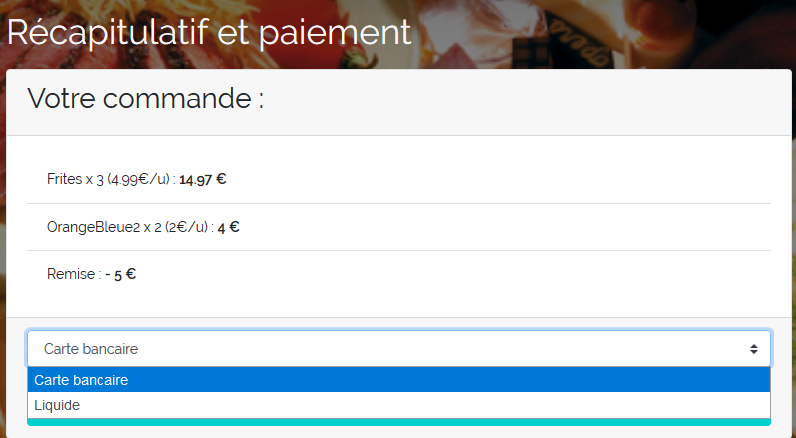 Récapitulatif et paiement
Votre commande :
Frites x 3 (4.99€/u) : 14.97 €
OrangeBleue2 x 2 (2€/u) : 4 €
Remise : - 5 €
Carte bancaire
Carte bancaire
Liquide